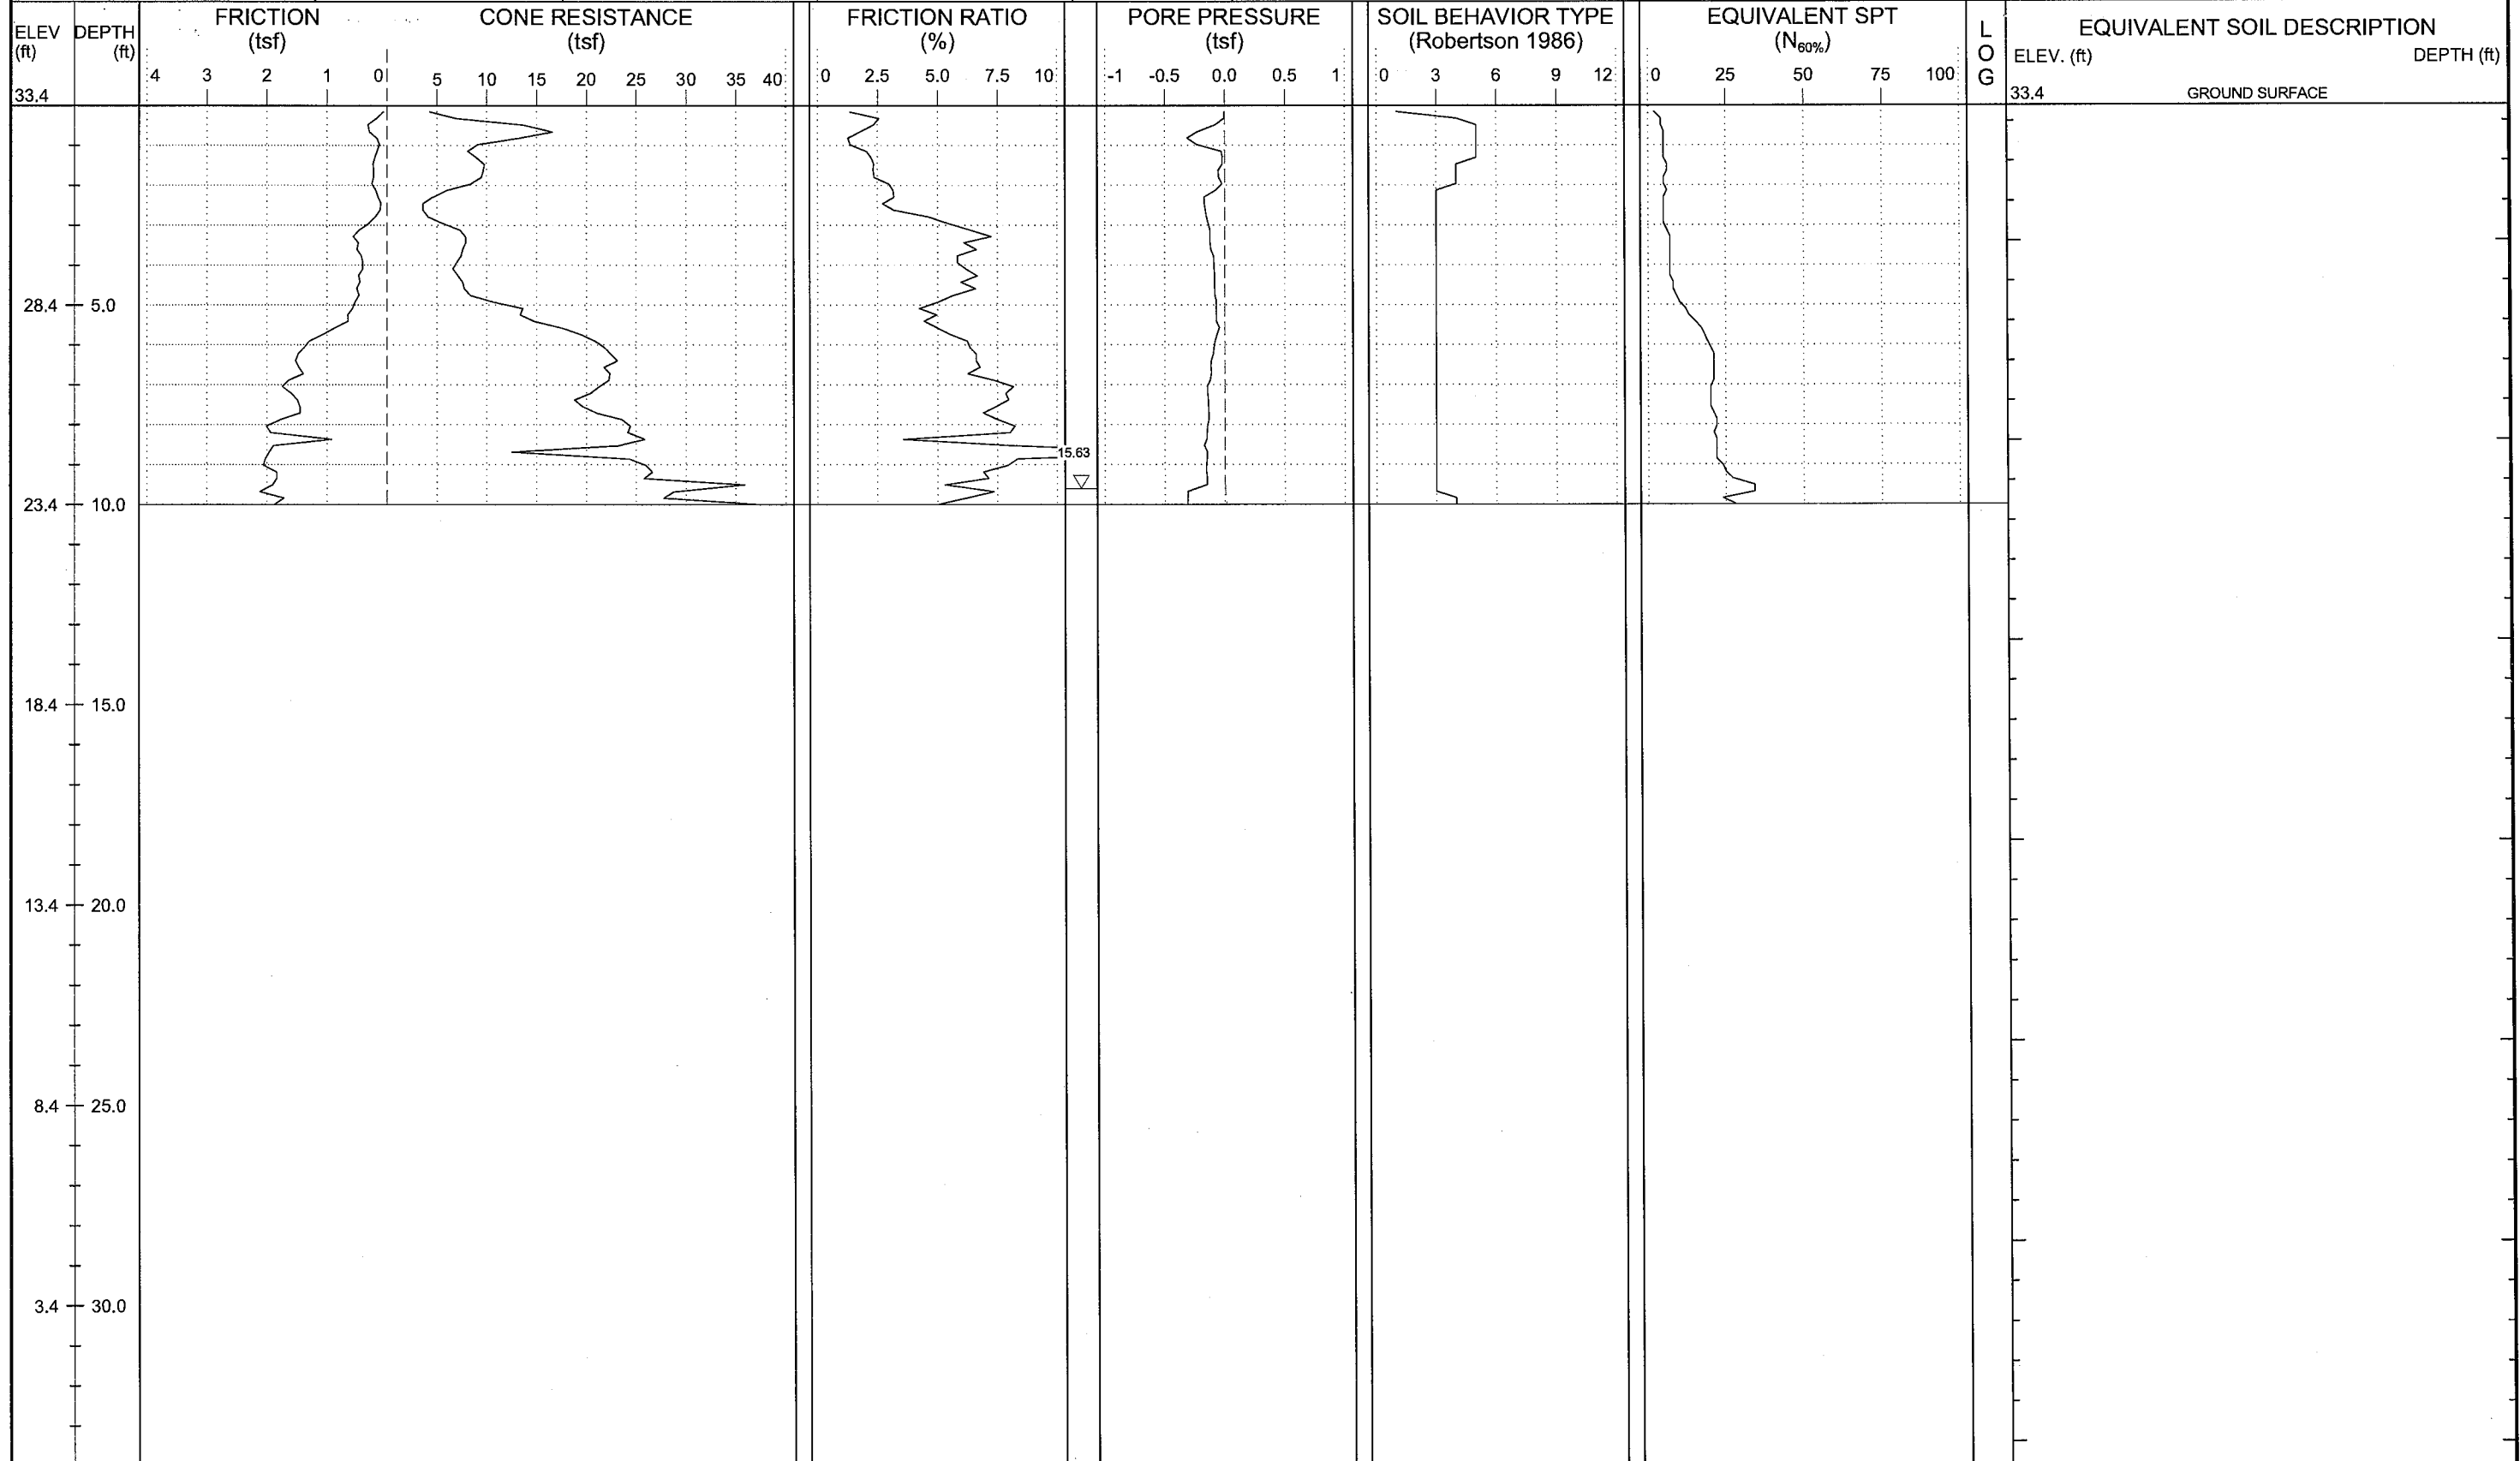 ELEV
(ft)
DEPTH
(ft)
FRICTION
(tsf)
CONE RESISTANCE
(tsf)
FRICTION RATIO
(%)
PORE PRESSURE
(tsf)
SOIL BEHAVIOR TYPE
(Robertson 1986)
EQUIVALENT SPT
(N60%)
L
O
G
EQUIVALENT SOIL DESCRIPTION
ELEV. (ft) DEPTH (ft)
4 3 2 1 0 5 10 15 20 25 30 35 40
0 2.5 5.0 7.5 10
-1 -0.5 0.0 0.5 1
0 3 6 9 12
0 25 50 75 100
33.4
33.4 GROUND SURFACE
28.4 5.0
15.63
23.4 10.0
18.4 15.0
13.4 20.0
8.4 25.0
3.4 30.0